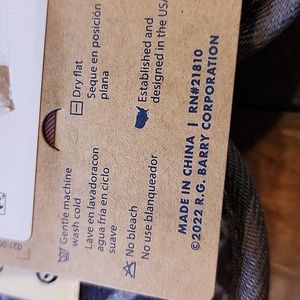 Gentle machine
wash cold
Lave en lavadoracon
agua fría en ciclo
suave
No bleach
No use blanqueador
Dry flat
Seque en posición
plana
Established and
designed in the USA
MADE IN CHINA | RN#21810
©2022 R.G. BARRY CORPORATION